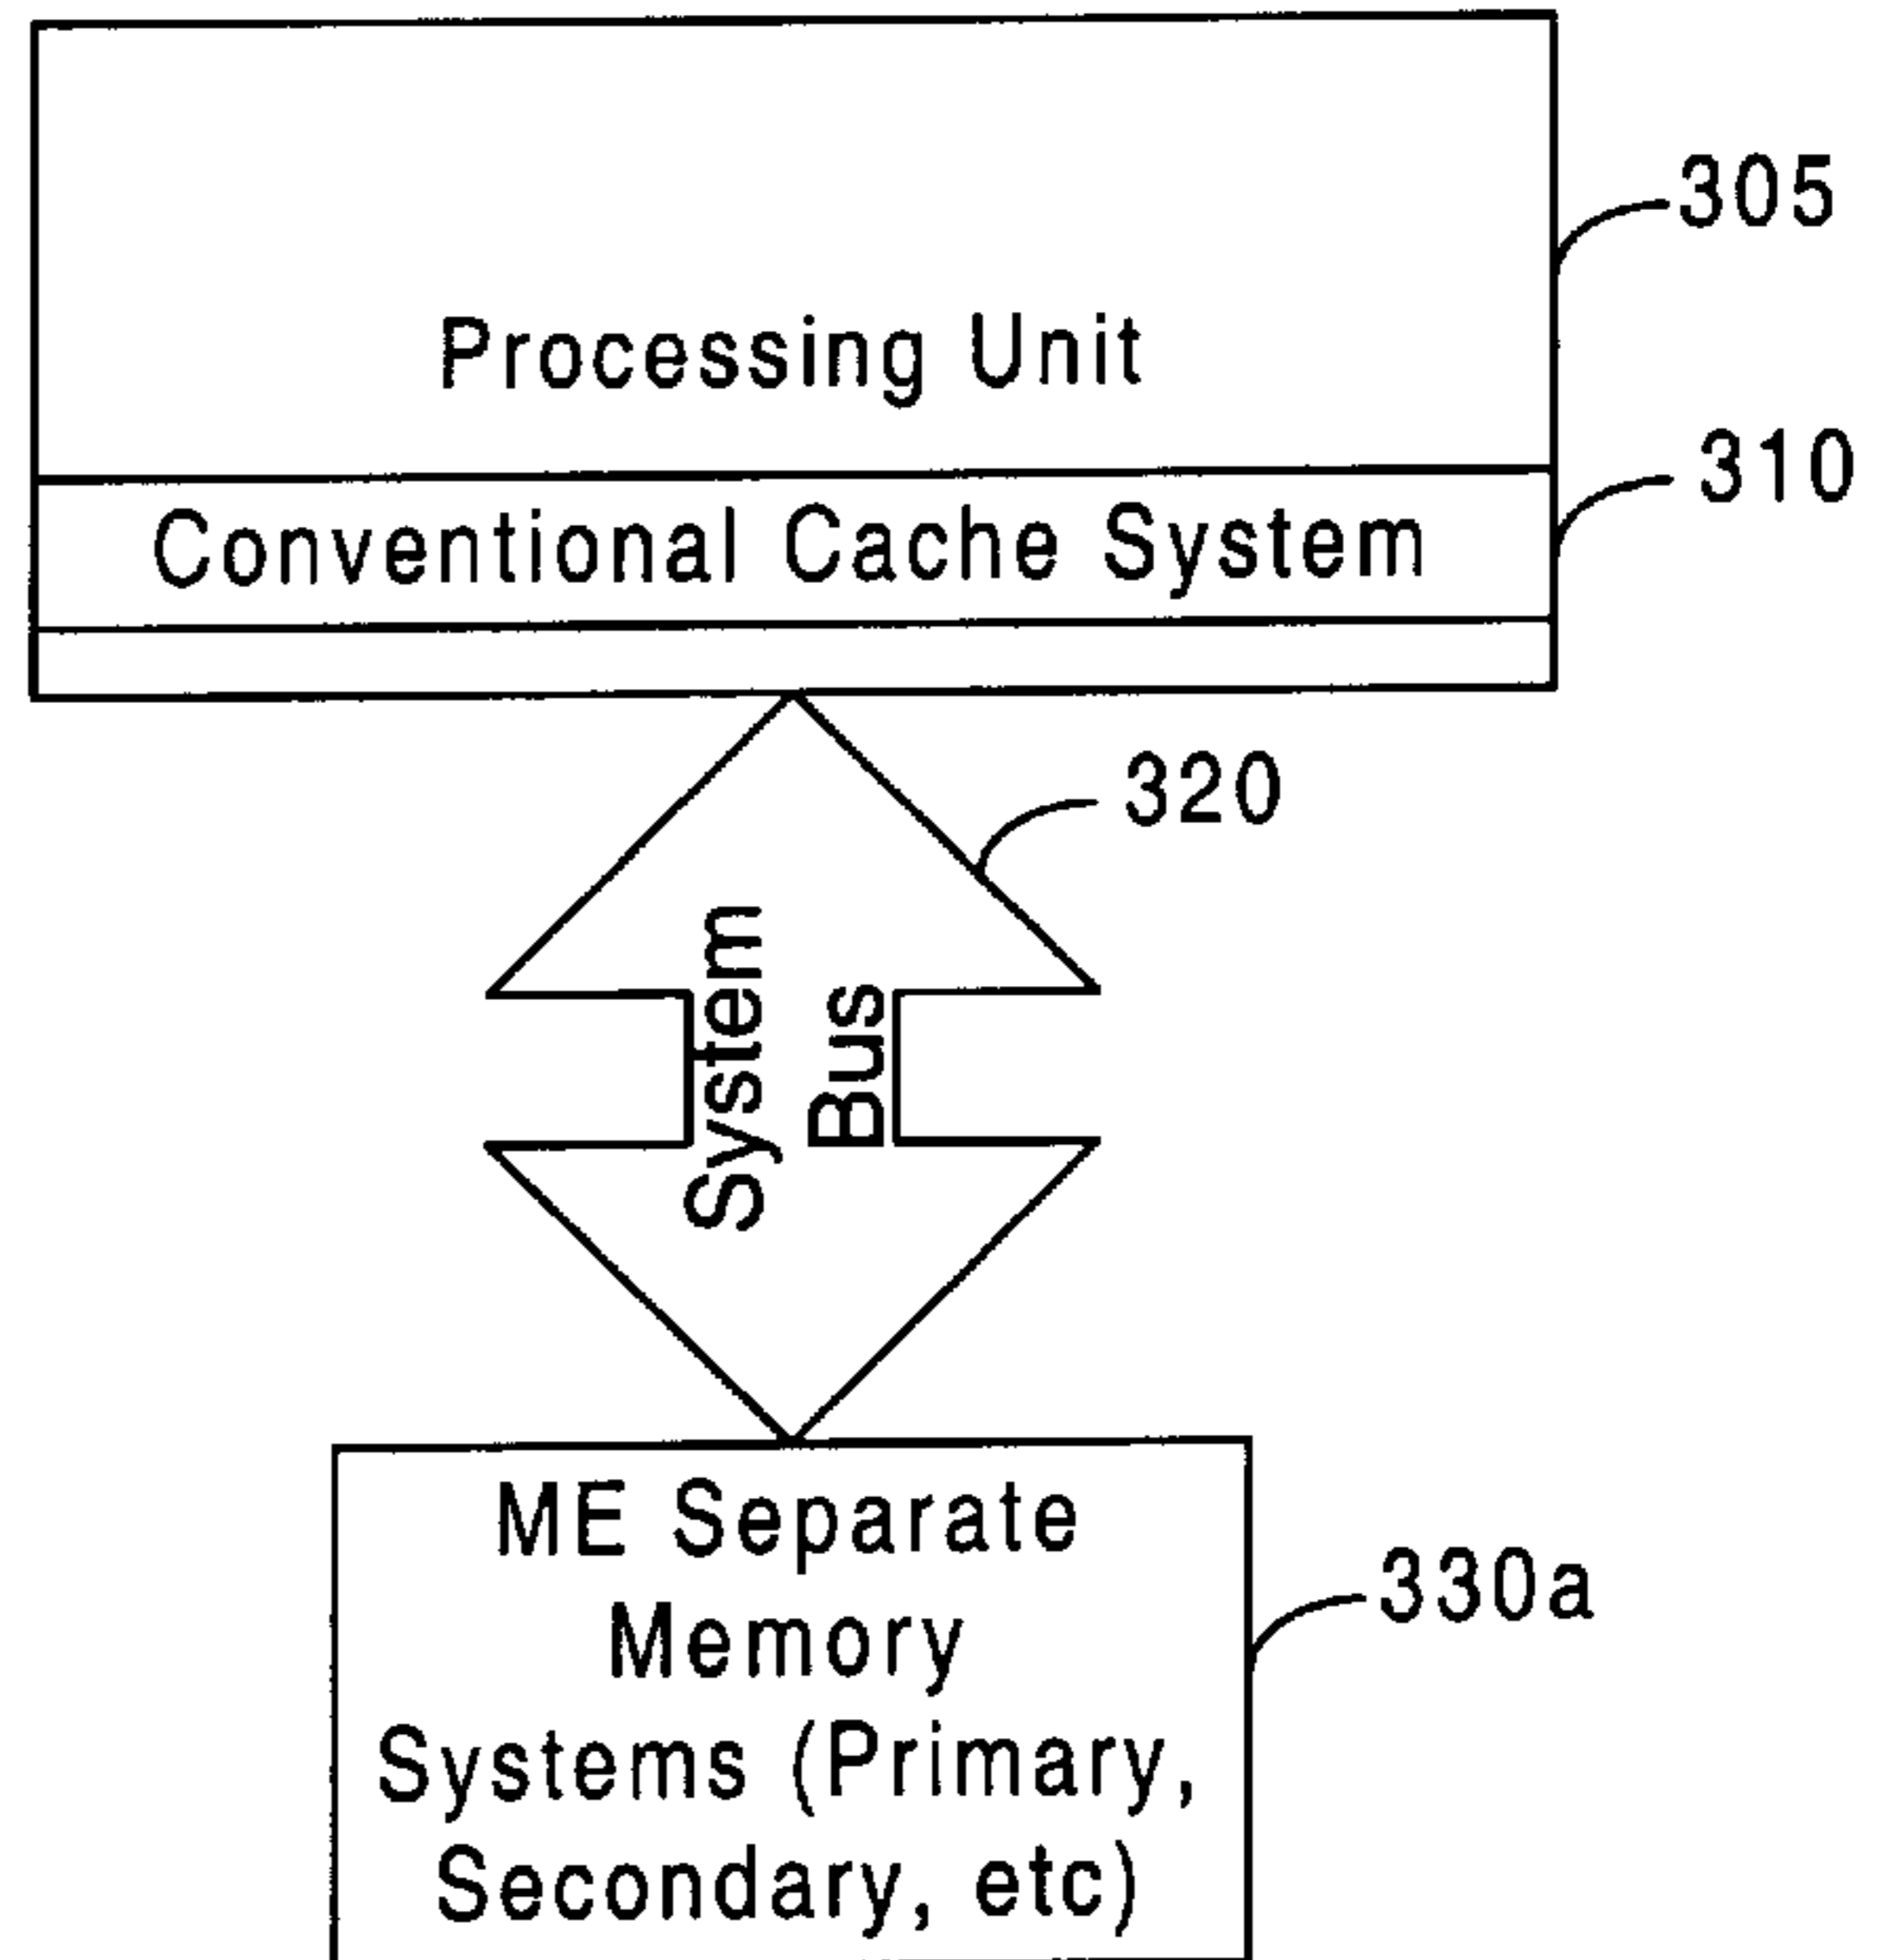 305
Processing Unit
310
Conventional Cache System
320
System
Bus
ME Separate
Memory
Systems (Primary,
Secondary, etc)
330a